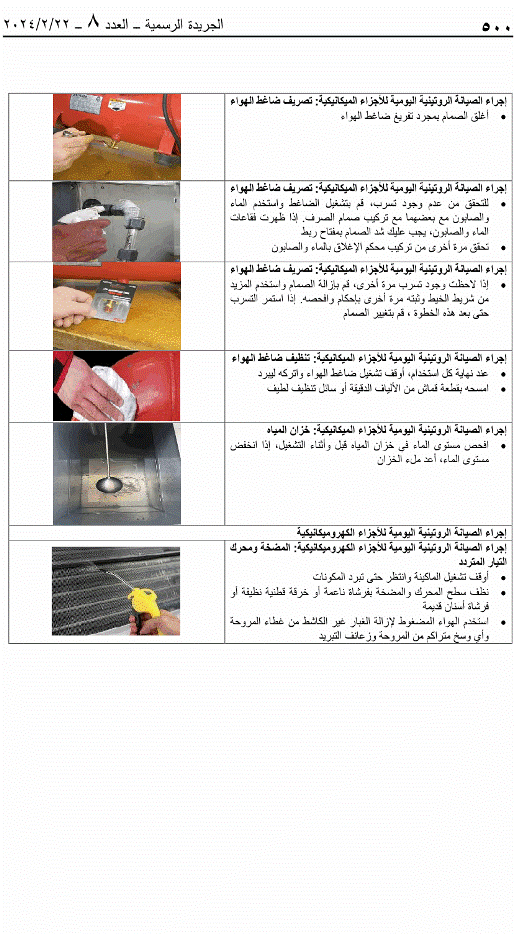 ٥٠٠
الجريدة الرسمية – العدد ٨ – ٢٠٢٤/٢/٢٢
إجراء الصيانة الروتينية اليومية للأجزاء الميكانيكية: تصريف ضاغط الهواء
• أغلق الصمام بمجرد تفريغ ضاغط الهواء
إجراء الصيانة الروتينية اليومية للأجزاء الميكانيكية: تصريف ضاغط الهواء
• للتحقق من عدم وجود تسرب، قم بتشغيل الضاغط واستخدم الماء
والصابون مع بعضهما مع تركيب صمام الصرف. إذا ظهرت فقاعات
الماء والصابون، يجب عليك شد الصمام بمفتاح ربط
• تحقق مرة أخرى من تركيب محكم الإغلاق بالماء والصابون
إجراء الصيانة الروتينية اليومية للأجزاء الميكانيكية: تصريف ضاغط الهواء
• إذا لاحظت وجود تسرب مرة أخرى، قم بإزالة الصمام واستخدم المزيد
من شريط الخيط وثبته مرة أخرى بإحكام وافحصه. إذا استمر التسرب
حتى بعد هذه الخطوة ، قم بتغيير الصمام
إجراء الصيانة الروتينية اليومية للأجزاء الميكانيكية: تنظيف ضاغط الهواء
• عند نهاية كل استخدام، أوقف تشغيل ضاغط الهواء واتركه ليبرد
• امسحه بقطعة قماش من الألياف الدقيقة أو سائل تنظيف لطيف
إجراء الصيانة الروتينية اليومية للأجزاء الميكانيكية: خزان المياه
• افحص مستوى الماء في خزان المياه قبل وأثناء التشغيل، إذا انخفض
مستوى الماء، أعد ملء الخزان
إجراء الصيانة الروتينية اليومية للأجزاء الكهروميكانيكية
إجراء الصيانة الروتينية اليومية للأجزاء الكهروميكانيكية: المضخة ومحرك
التيار المتردد
• أوقف تشغيل الماكينة وانتظر حتى تبرد المكونات
• نظف سطح المحرك والمضخة بفرشاة ناعمة أو خرقة قطنية نظيفة أو
فرشاة أسنان قديمة
• استخدم الهواء المضغوط لإزالة الغبار غير الكاشط من غطاء المروحة
وأي وسخ متراكم من المروحة وزعانف التبريد